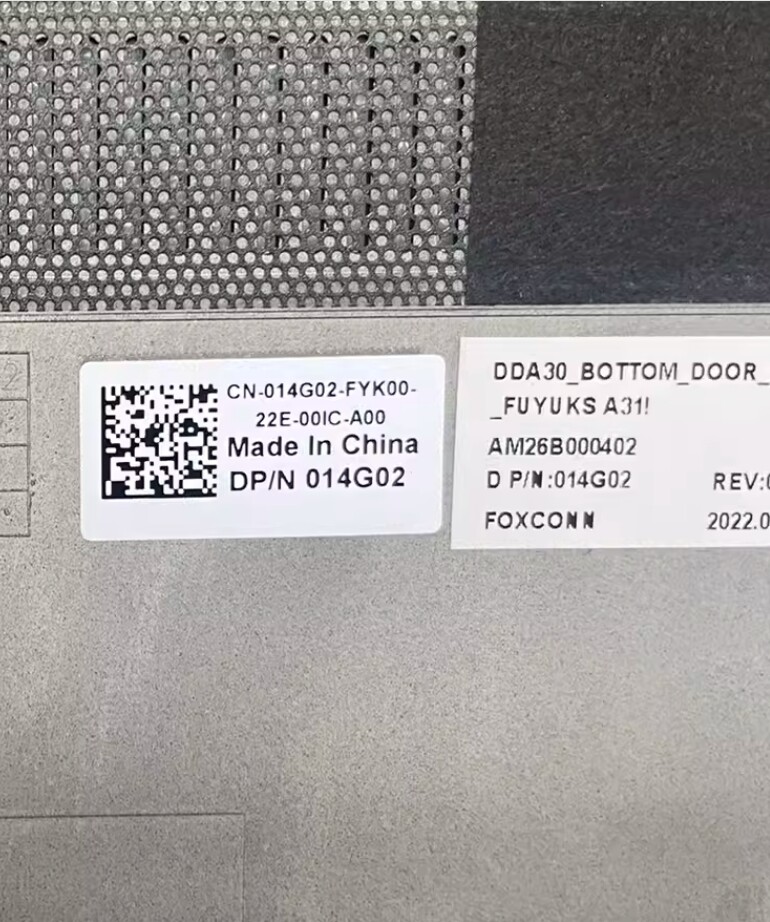 CN-014G02-FYK00-
22E-00IC-A00
Made In China
DP/N 014G02
DDA30_BOTTOM_DOOR_
_FUYUKS A31!
AM26B000402
D P/N:014G02 REV:
FOXCONN 2022.0
2